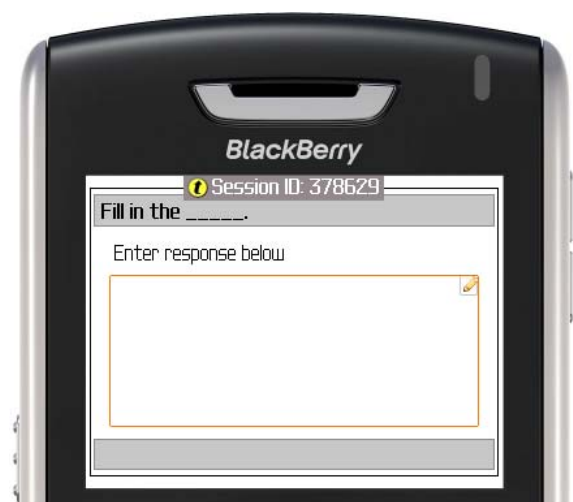 BlackBerry
Session ID: 378629
Fill in the _____.
Enter response below